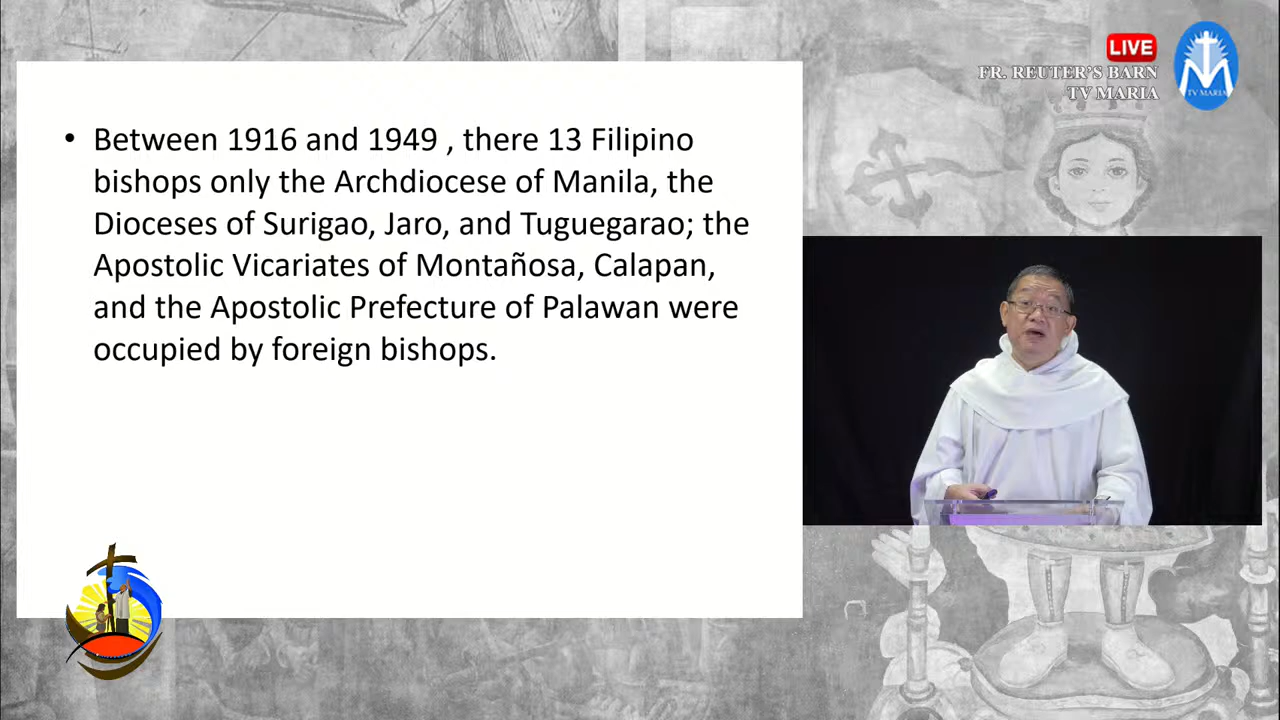 LIVE
FR. REUTER'S BARN
TV MARIA
TV MARIA
• Between 1916 and 1949 , there 13 Filipino
bishops only the Archdiocese of Manila, the
Dioceses of Surigao, Jaro, and Tuguegarao; the
Apostolic Vicariates of Montañosa, Calapan,
and the Apostolic Prefecture of Palawan were
occupied by foreign bishops.